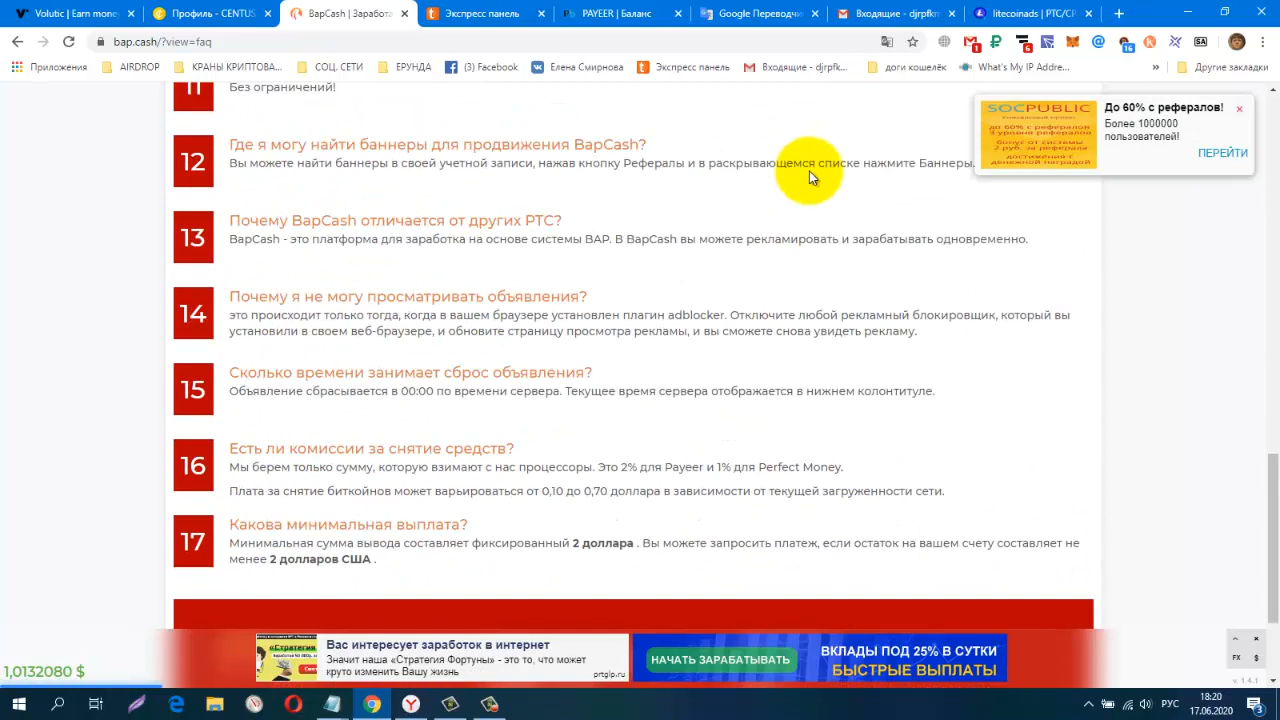 Volutic | Earn money
Профиль - CENTUS
BapCash | Заработа
Экспресс панель
PAYEER | Баланс
Google Переводч
Входящие - djrpfkm
litecoinads | PTC/CP
bap.cash/?view=faq
Приложения
AIRDROP
КРАНЫ КРИПТОВА...
СОЦ. СЕТИ
ЕРУНДА
(3) Facebook
Елена Смирнова
Экспресс панель
Входящие - djrpfk...
доги кошелёк
What's My IP Addre...
»
Другие закладки
11
Без ограничений!
SOCPUBLIC
до 60% с рефералов
До 60% с рефералов!
Более 1000000
пользователей!
ПЕРЕЙТИ
12
Где я могу найти баннеры для продвижения BapCash?
Вы можете найти баннеры в своей учетной записи, нажав кнопку Рефералы и в раскрывающемся списке нажмите Баннеры.
13
Почему BapCash отличается от других PTC?
BapCash - это платформа для заработка на основе системы BAP. В BapCash вы можете рекламировать и зарабатывать одновременно.
14
Почему я не могу просматривать объявления?
это происходит только тогда, когда в вашем браузере установлен плагин adblocker. Отключите любой рекламный блокировщик, который вы
установили в своем веб-браузере, и обновите страницу просмотра рекламы, и вы сможете снова увидеть рекламу.
15
Сколько времени занимает сброс объявления?
Объявление сбрасывается в 00:00 по времени сервера. Текущее время сервера отображается в нижнем колонтитуле.
16
Есть ли комиссии за снятие средств?
Мы берем только сумму, которую взимают с нас процессоры. Это 2% для Payeer и 1% для Perfect Money.
Плата за снятие биткойнов может варьироваться от 0,10 до 0,70 доллара в зависимости от текущей загруженности сети.
17
Какова минимальная выплата?
Минимальная сумма вывода составляет фиксированный 2 доллара . Вы можете запросить платеж, если остаток на вашем счету составляет не
менее 2 долларов США .
Вас интересует заработок в интернет
Значит наша «Стратегия Фортуны» - это то, что может
круто изменить Вашу жизнь
prtglp.ru
НАЧАТЬ ЗАРАБАТЫВАТЬ
ВКЛАДЫ ПОД 25% В СУТКИ
БЫСТРЫЕ ВЫПЛАТЫ
FX $
v 1.4.1
1,0132080 $
РУС
18:20
17.06.2020